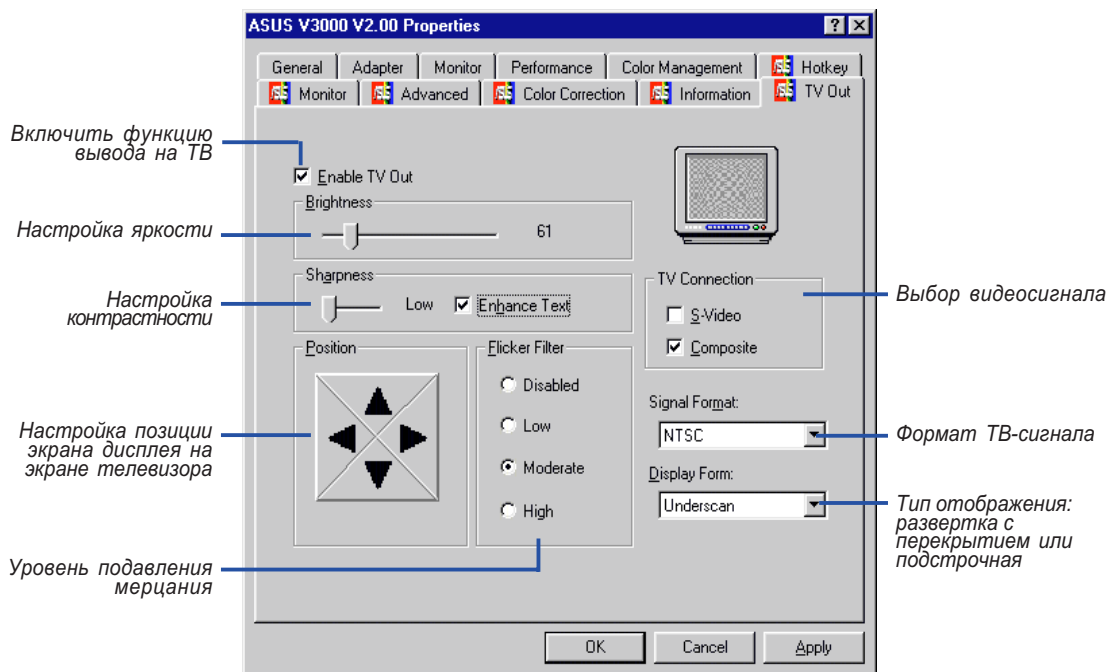 ASUS V3000 V2.00 Properties
General Adapter Monitor Performance Color Management Hotkey
Monitor Advanced Color Correction Information TV Out
Включить функцию
вывода на ТВ
Enable TV Out
Brightness
Настройка яркости
61
Sharpness
Настройка
контрастности
Low
Enhance Text
TV Connection
S-Video
Composite
Выбор видеосигнала
Position
Flicker Filter
Disabled
Low
Moderate
High
Настройка позиции
экрана дисплея на
экране телевизора
Signal Format:
NTSC
Формат ТВ-сигнала
Display Form:
Underscan
Тип отображения:
развертка с
перекрытием или
подстрочная
Уровень подавления
мерцания
OK Cancel Apply